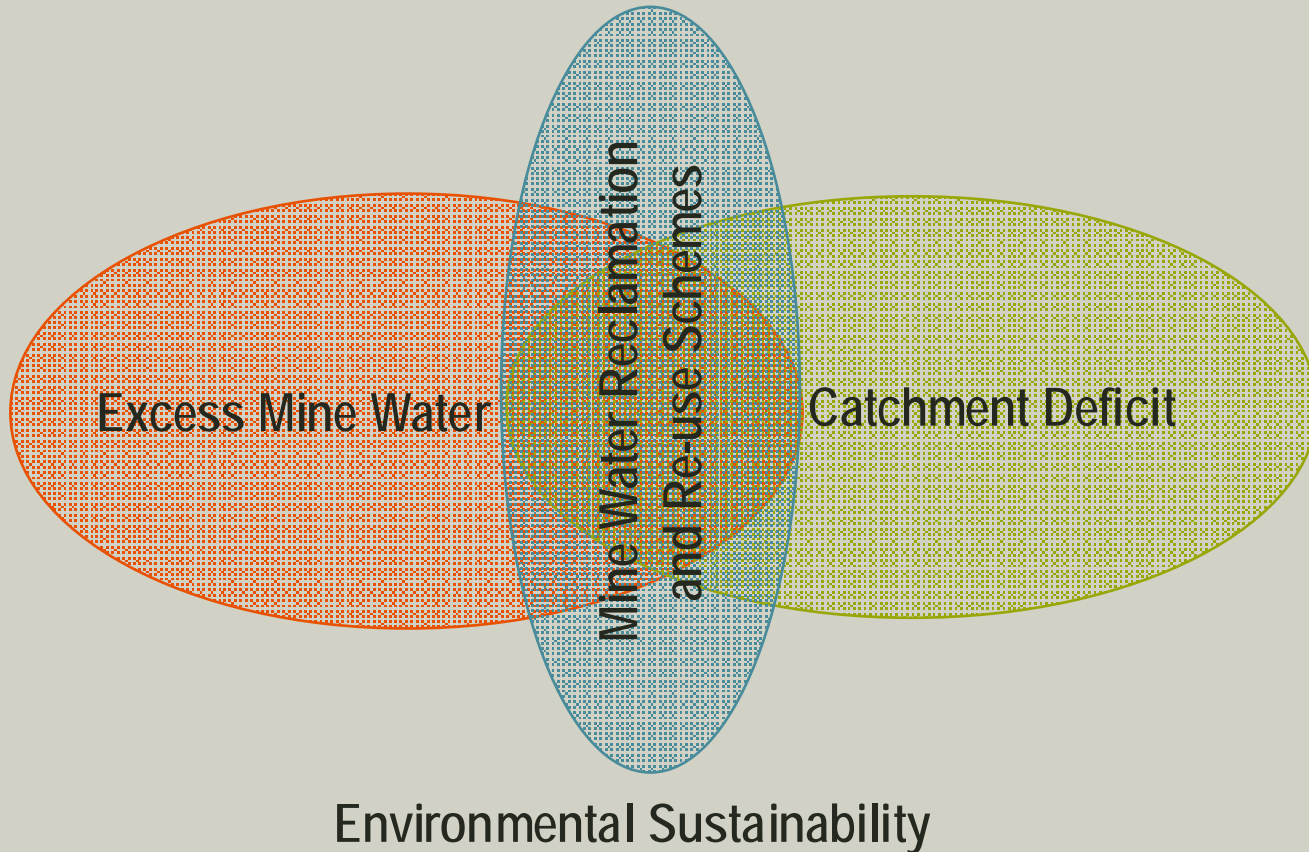 Excess Mine Water
Mine Water Reclamation
and Re-use Schemes
Catchment Deficit
Environmental Sustainability